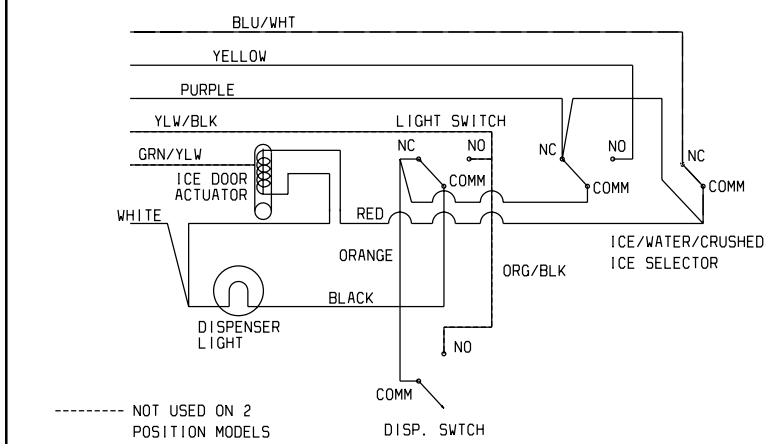 BLU/WHT
YELLOW
PURPLE
YLW/BLK
LIGHT SWITCH
NC
NO
NC
NO
NC
GRN/YLW
ICE DOOR
ACTUATOR
COMM
COMM
COMM
WHITE
RED
ICE/WATER/CRUSHED
ICE SELECTOR
ORANGE
ORG/BLK
BLACK
DISPENSER
LIGHT
NO
COMM
NOT USED ON 2
POSITION MODELS
DISP. SWTCH